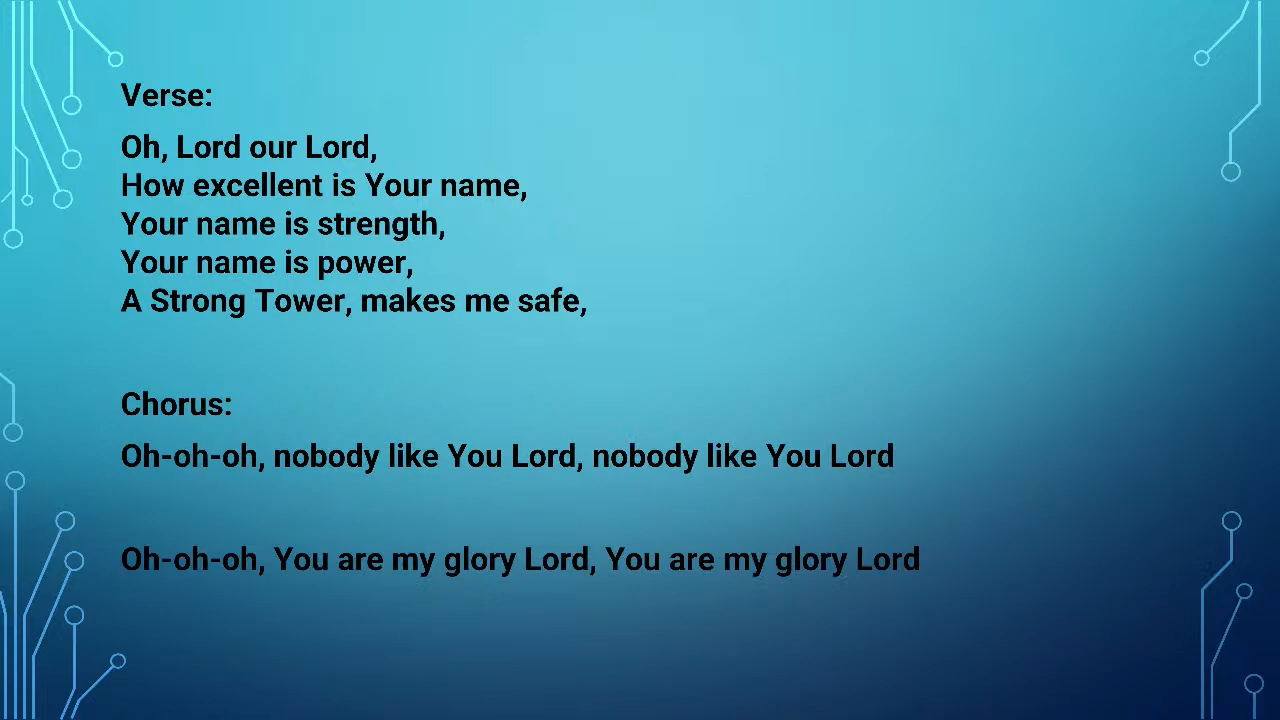 Verse:
Oh, Lord our Lord,
How excellent is Your name,
Your name is strength,
Your name is power,
A Strong Tower, makes me safe,
Chorus:
Oh-oh-oh, nobody like You Lord, nobody like You Lord
Oh-oh-oh, You are my glory Lord, You are my glory Lord